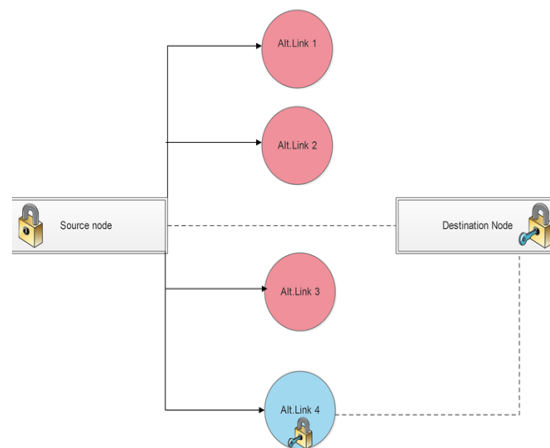 Alt.Link 1
Alt.Link 2
Source node
Destination Node
Alt.Link 3
Alt.Link 4